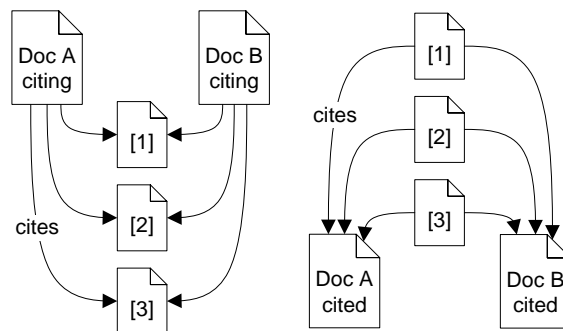 Doc A
citing
Doc B
citing
[1]
[2]
cites
[3]
[1]
cites
[2]
[3]
Doc A
cited
Doc B
cited